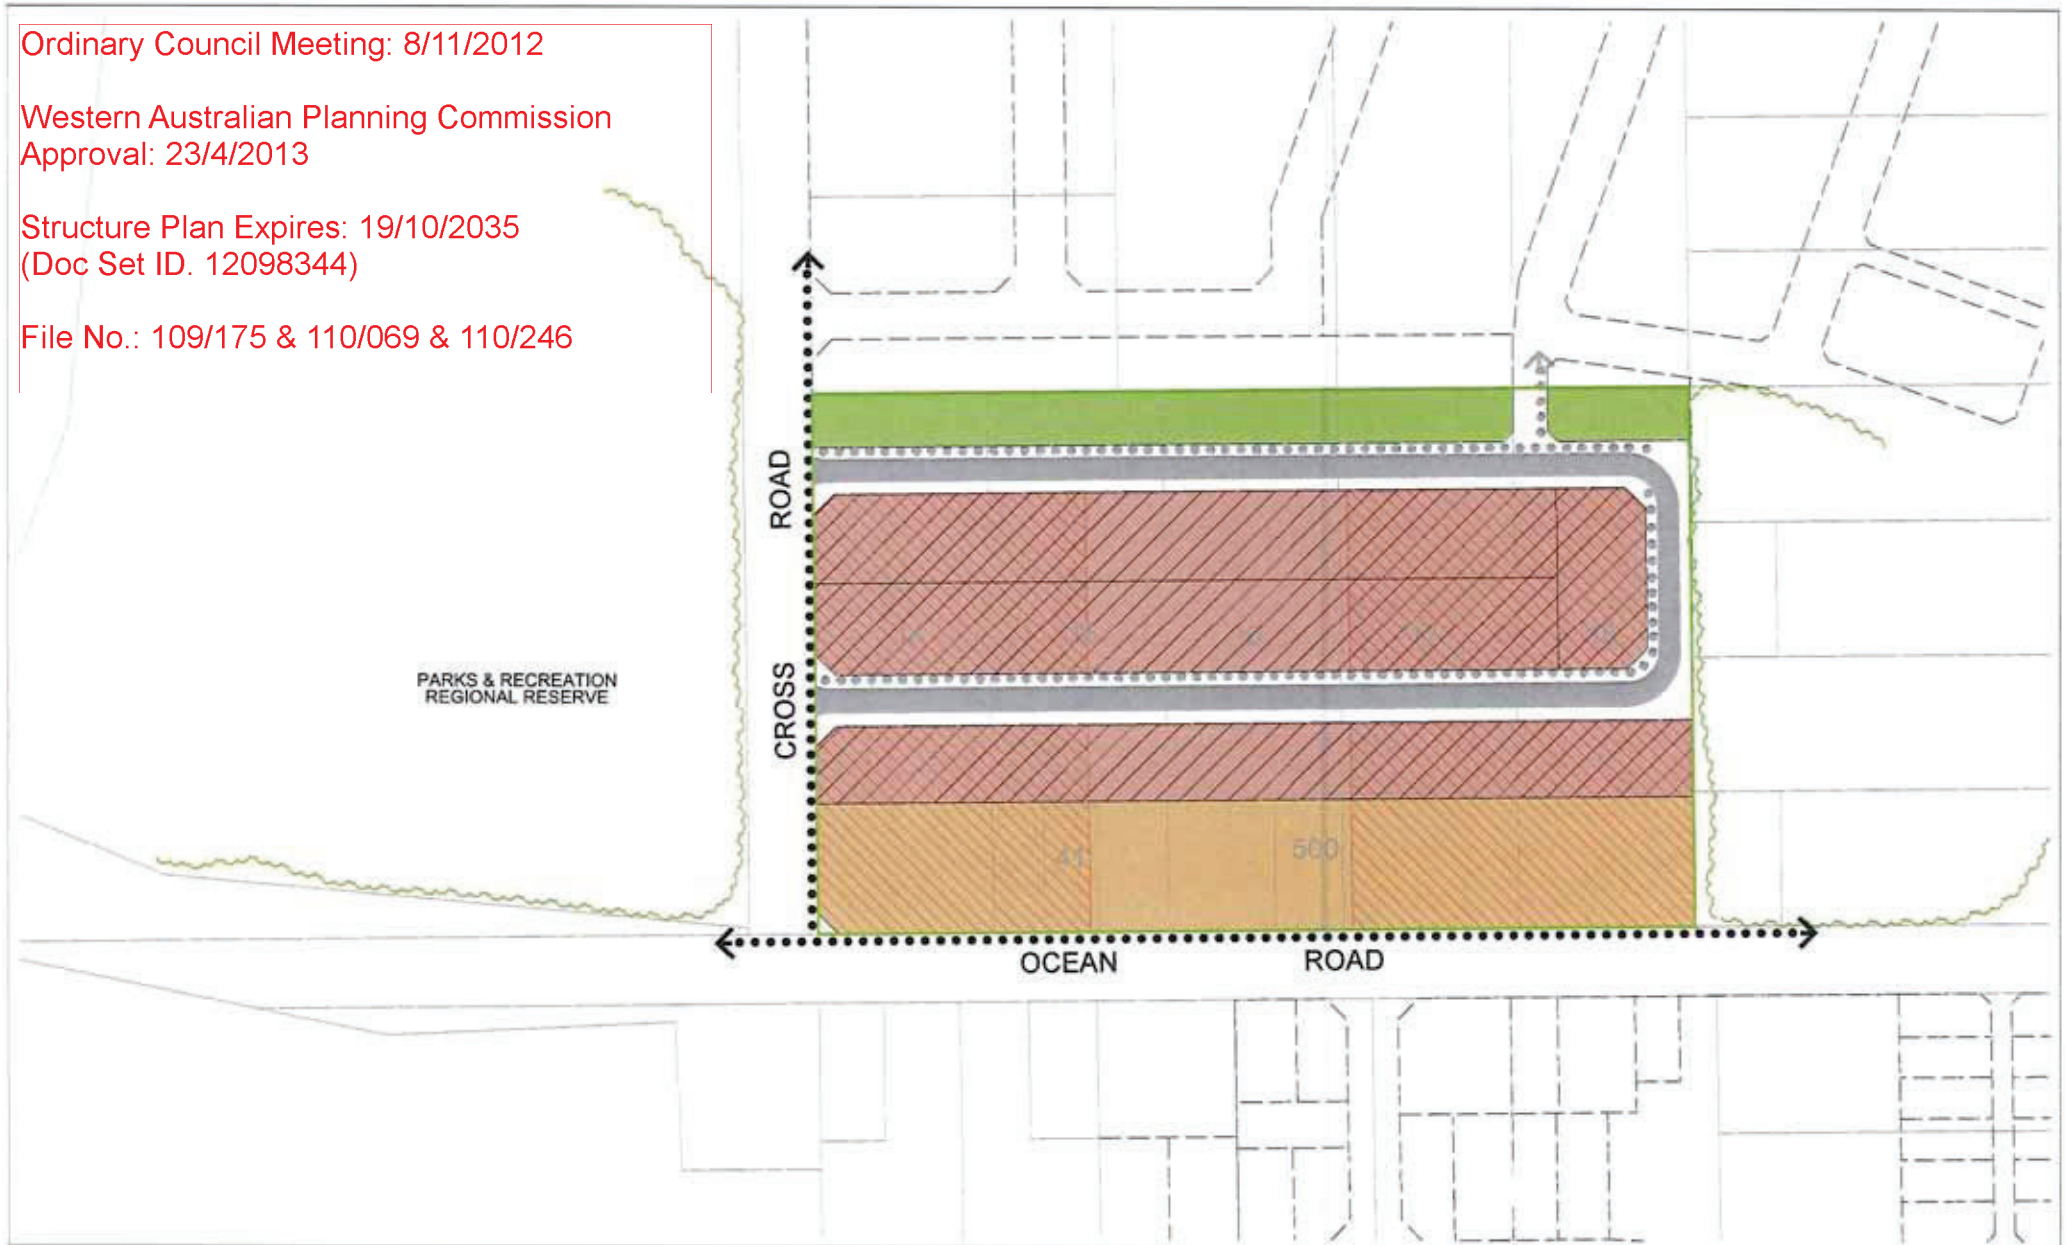 Ordinary Council Meeting: 8/11/2012
Western Australian Planning Commission
Approval: 23/4/2013
Structure Plan Expires: 19/10/2035
(Doc Set ID. 12098344)
File No.: 109/175 & 110/069 & 110/246
ROAD
CROSS
PARKS & RECREATION
REGIONAL RESERVE
41
500
OCEAN ROAD